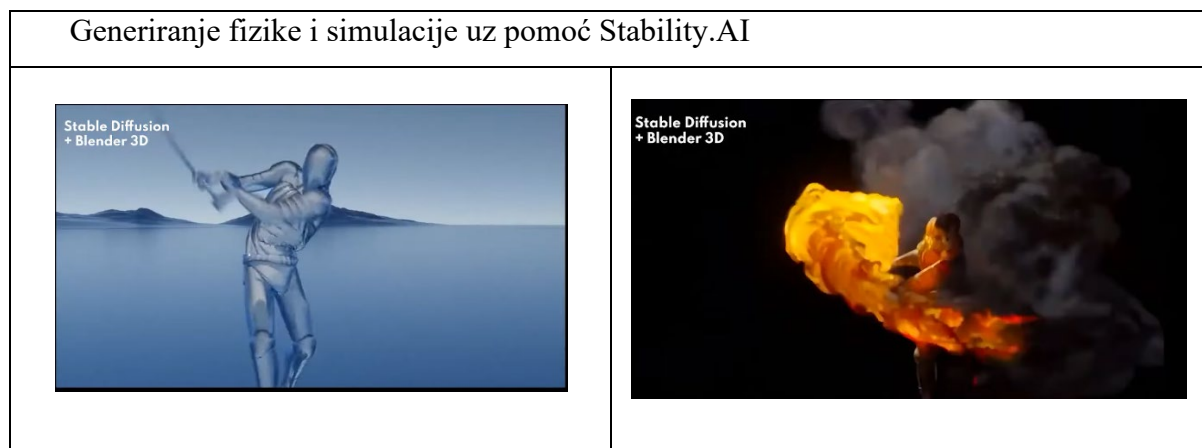 Generiranje fizike i simulacije uz pomoć Stability.AI
Stable Diffusion
+ Blender 3D
Stable Diffusion
+ Blender 3D